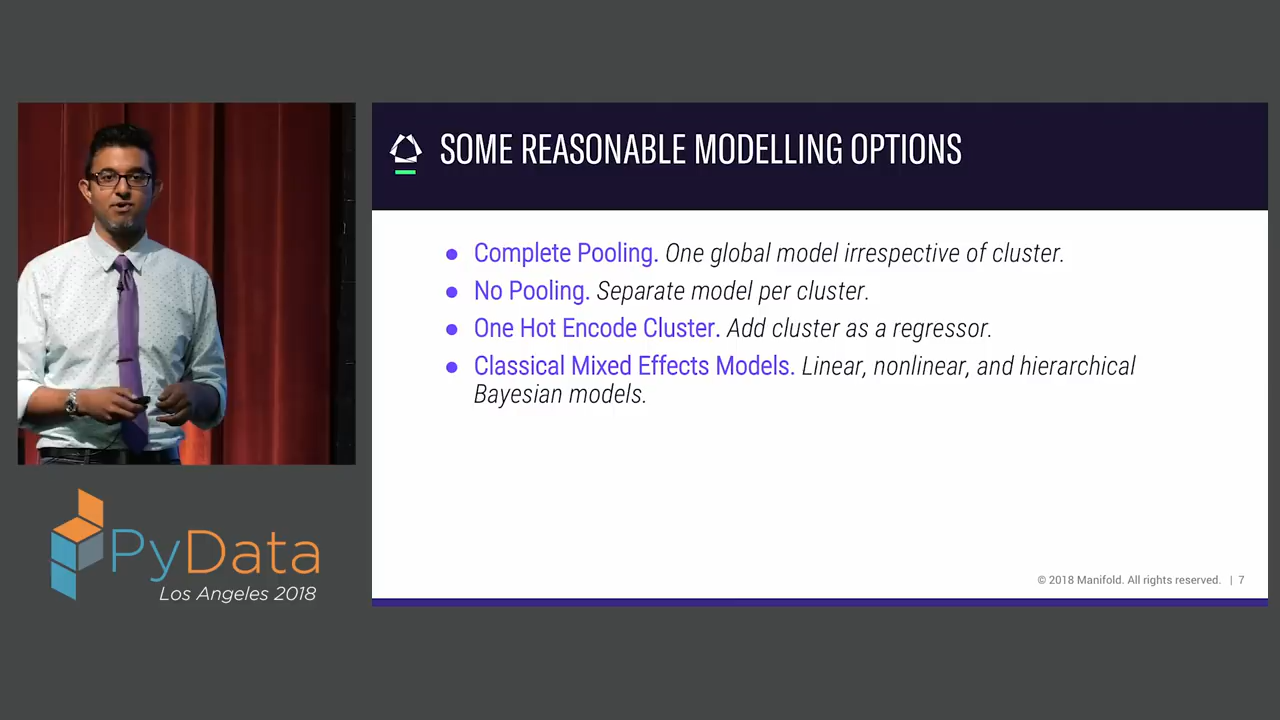 SOME REASONABLE MODELLING OPTIONS
● Complete Pooling. One global model irrespective of cluster.
● No Pooling. Separate model per cluster.
● One Hot Encode Cluster. Add cluster as a regressor.
● Classical Mixed Effects Models. Linear, nonlinear, and hierarchical
Bayesian models.
© 2018 Manifold. All rights reserved. | 7
PyData
Los Angeles 2018